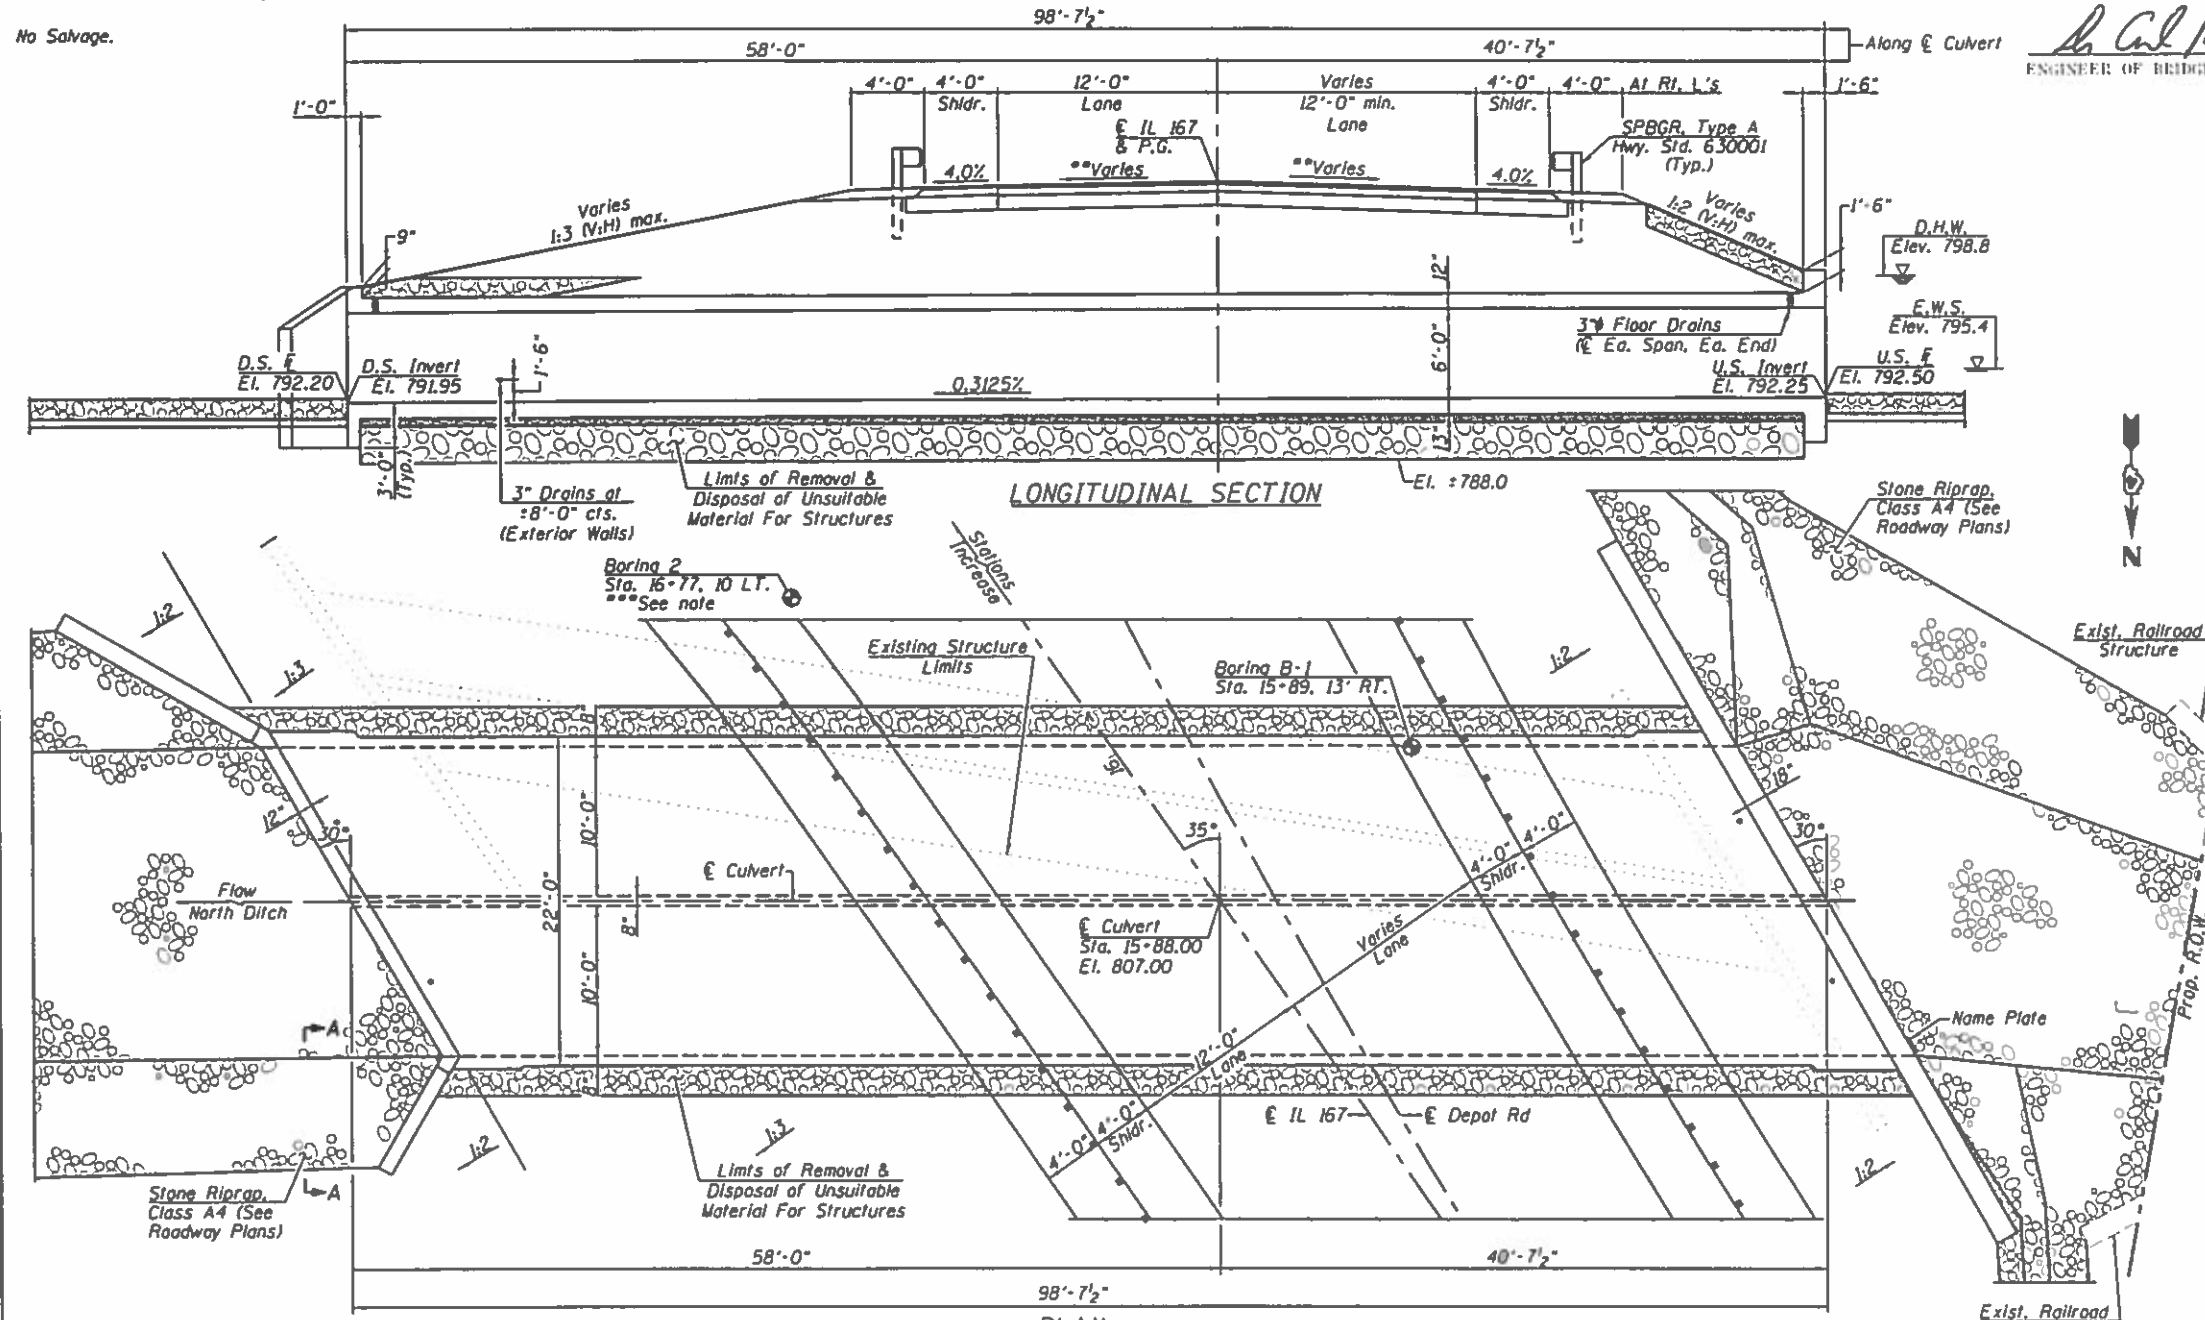 No Salvage.
98'-7½"
58'-0"
40'-7½"
Along ℄ Culvert
ENGINEER OF BRIDG
4'-0"
4'-0"
Shldr.
12'-0"
Lane
Varies
12'-0" min.
Lane
4'-0"
Shldr.
4'-0"
At Rt. L's
1'-6"
1'-0"
℄ IL 167
& P.G.
SPBGR, Type A
Hwy. Std. 630001
(Typ.)
4.0%
**Varies
**Varies
4.0%
Varies
1:3 (V:H) max.
Varies
1:2 (V:H) max.
1'-6"
9"
D.H.W.
Elev. 798.8
12"
E.W.S.
Elev. 795.4
3"ϕ Floor Drains
(℄ Ea. Span, Ea. End)
6'-0"
D.S. ℄
El. 792.20
D.S. Invert
El. 791.95
1'-6"
0.3125%
U.S. Invert
El. 792.25
U.S. ℄
El. 792.50
13"
3'-0"
(Typ.)
3" Drains at
±8'-0" cts.
(Exterior Walls)
Limts of Removal &
Disposal of Unsuitable
Material For Structures
LONGITUDINAL SECTION
El. ±788.0
Stone Riprap,
Class A4 (See
Roadway Plans)
N
Stations
Increase
Boring 2
Sta. 16+77, 10 LT.
***See note
1:2
1:3
Existing Structure
Limits
Boring B-1
Sta. 15+89, 13' RT.
1:2
Exist. Railroad
Structure
8"
16
12"
30°
10'-0"
35°
4'-0"
4'-0"
Shldr.
18"
30°
22'-0"
℄ Culvert
Flow
North Ditch
8"
℄ Culvert
Sta. 15+88.00
El. 807.00
Varies
Lane
10'-0"
Prop. R.O.W.
A
Name Plate
12'-0"
Lane
8"
℄ IL 167
℄ Depot Rd
4'-0"
4'-0"
Shldr.
1:2
1:3
1:2
A
Stone Riprap,
Class A4 (See
Roadway Plans)
Limts of Removal &
Disposal of Unsuitable
Material For Structures
58'-0"
40'-7½"
98'-7½"
Exist. Railroad